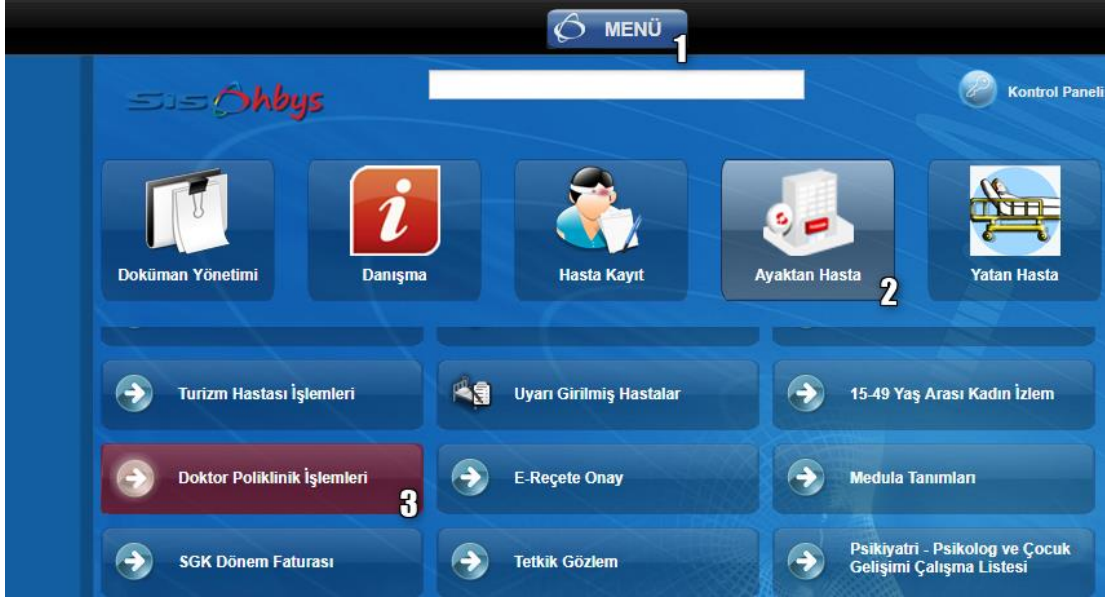 MENÜ
1
SisOhbys
Kontrol Paneli
Doküman Yönetimi
Danışma
Hasta Kayıt
Ayaktan Hasta
2
Yatan Hasta
Turizm Hastası İşlemleri
Uyarı Girilmiş Hastalar
15-49 Yaş Arası Kadın İzlem
Doktor Poliklinik İşlemleri
3
E-Reçete Onay
Medula Tanımları
SGK Dönem Faturası
Tetkik Gözlem
Psikiyatri - Psikolog ve Çocuk
Gelişimi Çalışma Listesi